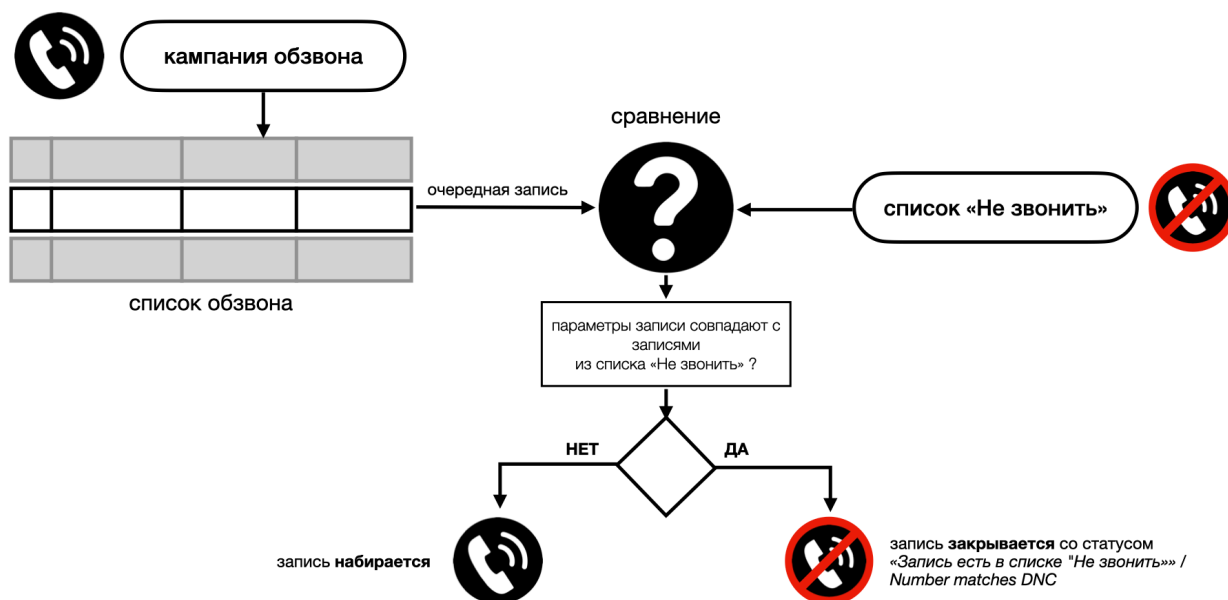 кампания обзвона
сравнение
очередная запись
список «Не звонить»
список обзвона
параметры записи совпадают с
записями
из списка «Не звонить» ?
НЕТ
ДА
запись набирается
запись закрывается со статусом
«Запись есть в списке "Не звонить"» /
Number matches DNC